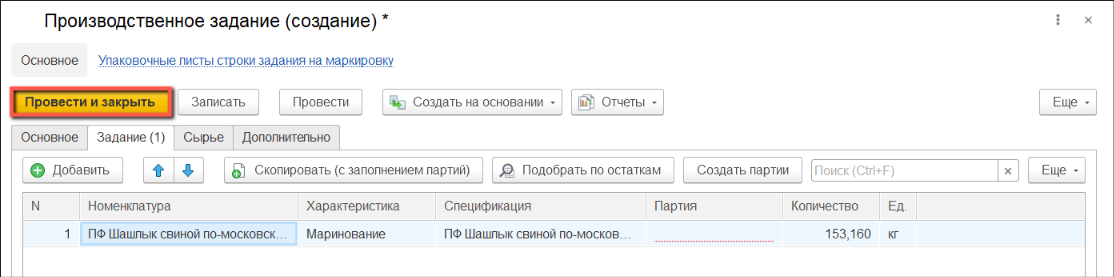 Производственное задание (создание) *
Основное Упаковочные листы строки задания на маркировку
Провести и закрыть Записать Провести Создать на основании Отчеты Еще
Основное Задание (1) Сырье Дополнительно
Добавить Скопировать (с заполнением партий) Подобрать по остаткам Создать партии Поиск (Ctrl+F) × Еще
N Номенклатура Характеристика Спецификация Партия Количество Ед.
1 ПФ Шашлык свиной по-московск... Маринование ПФ Шашлык свиной по-москов... 153,160 кг